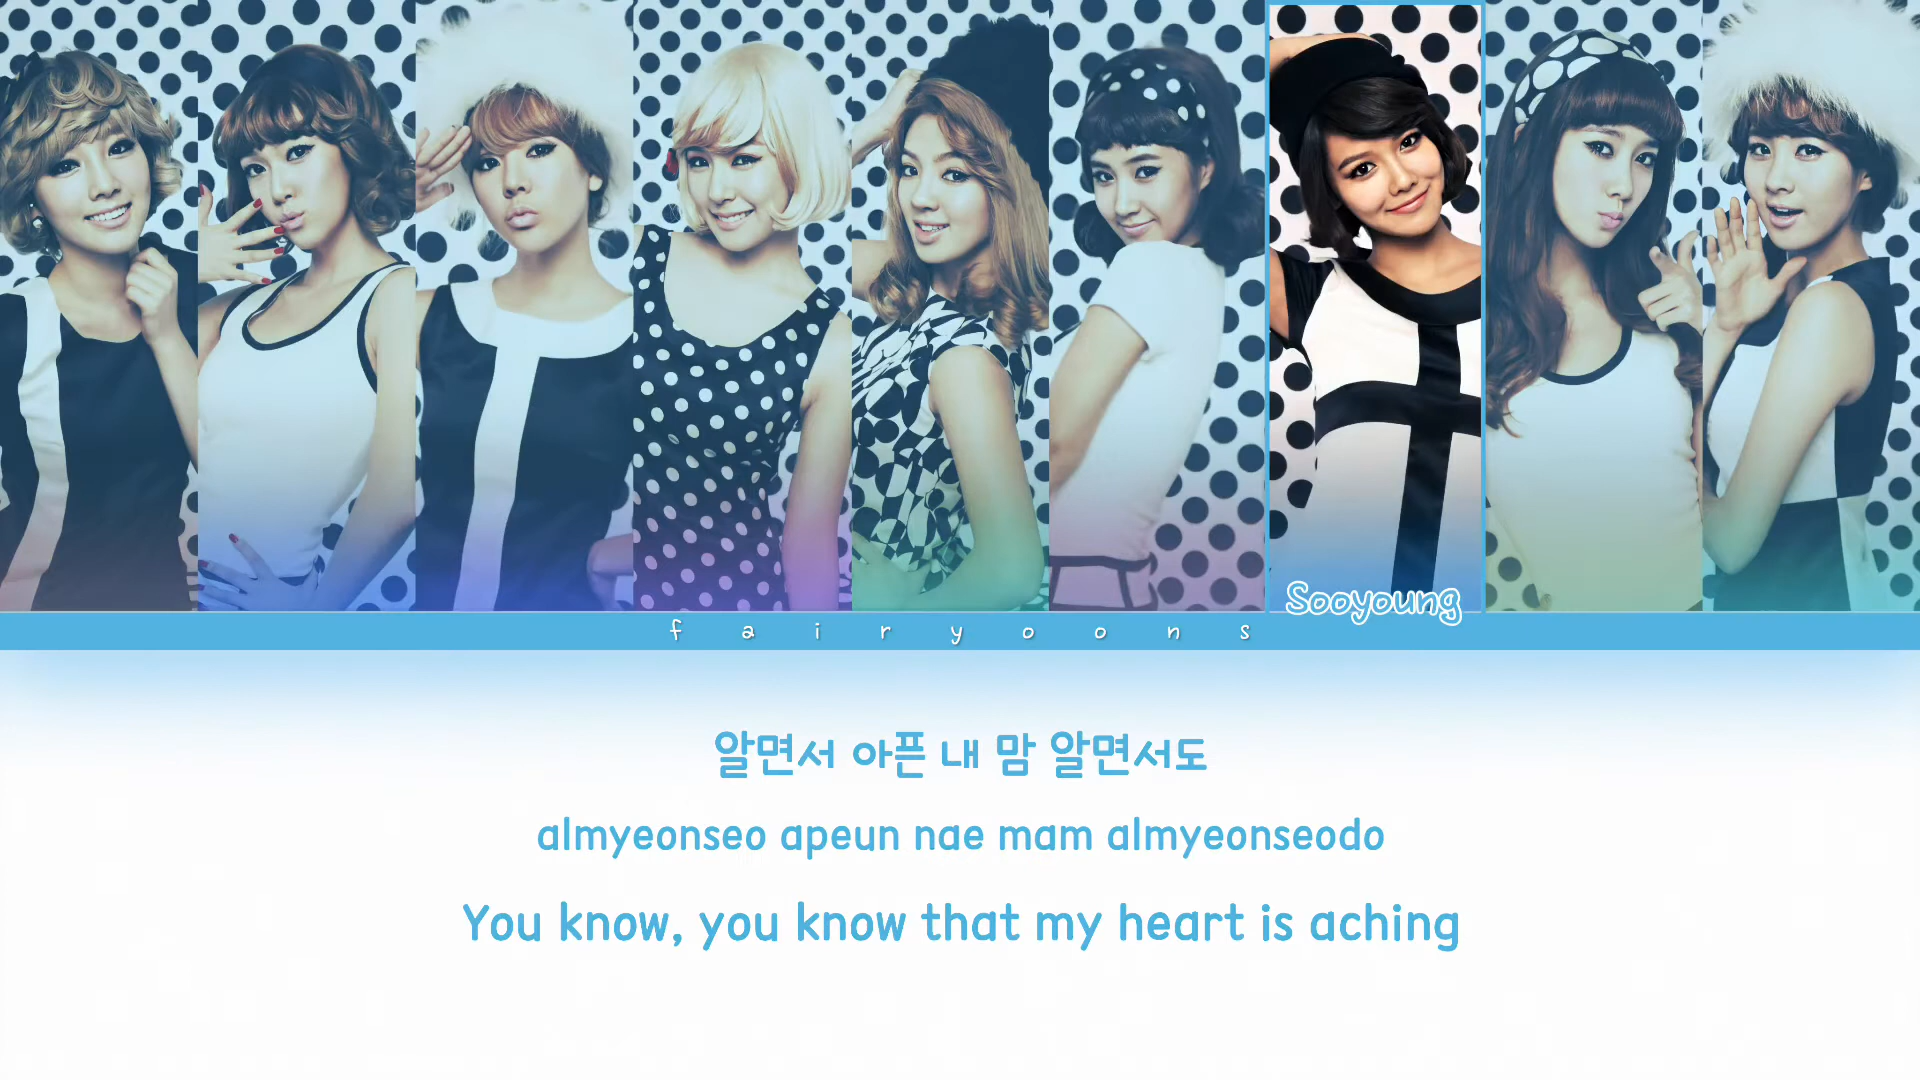 Sooyoung
fairyoons
알면서 아픈 내 맘 알면서도
almyeonseo apeun nae mam almyeonseodo
You know, you know that my heart is aching